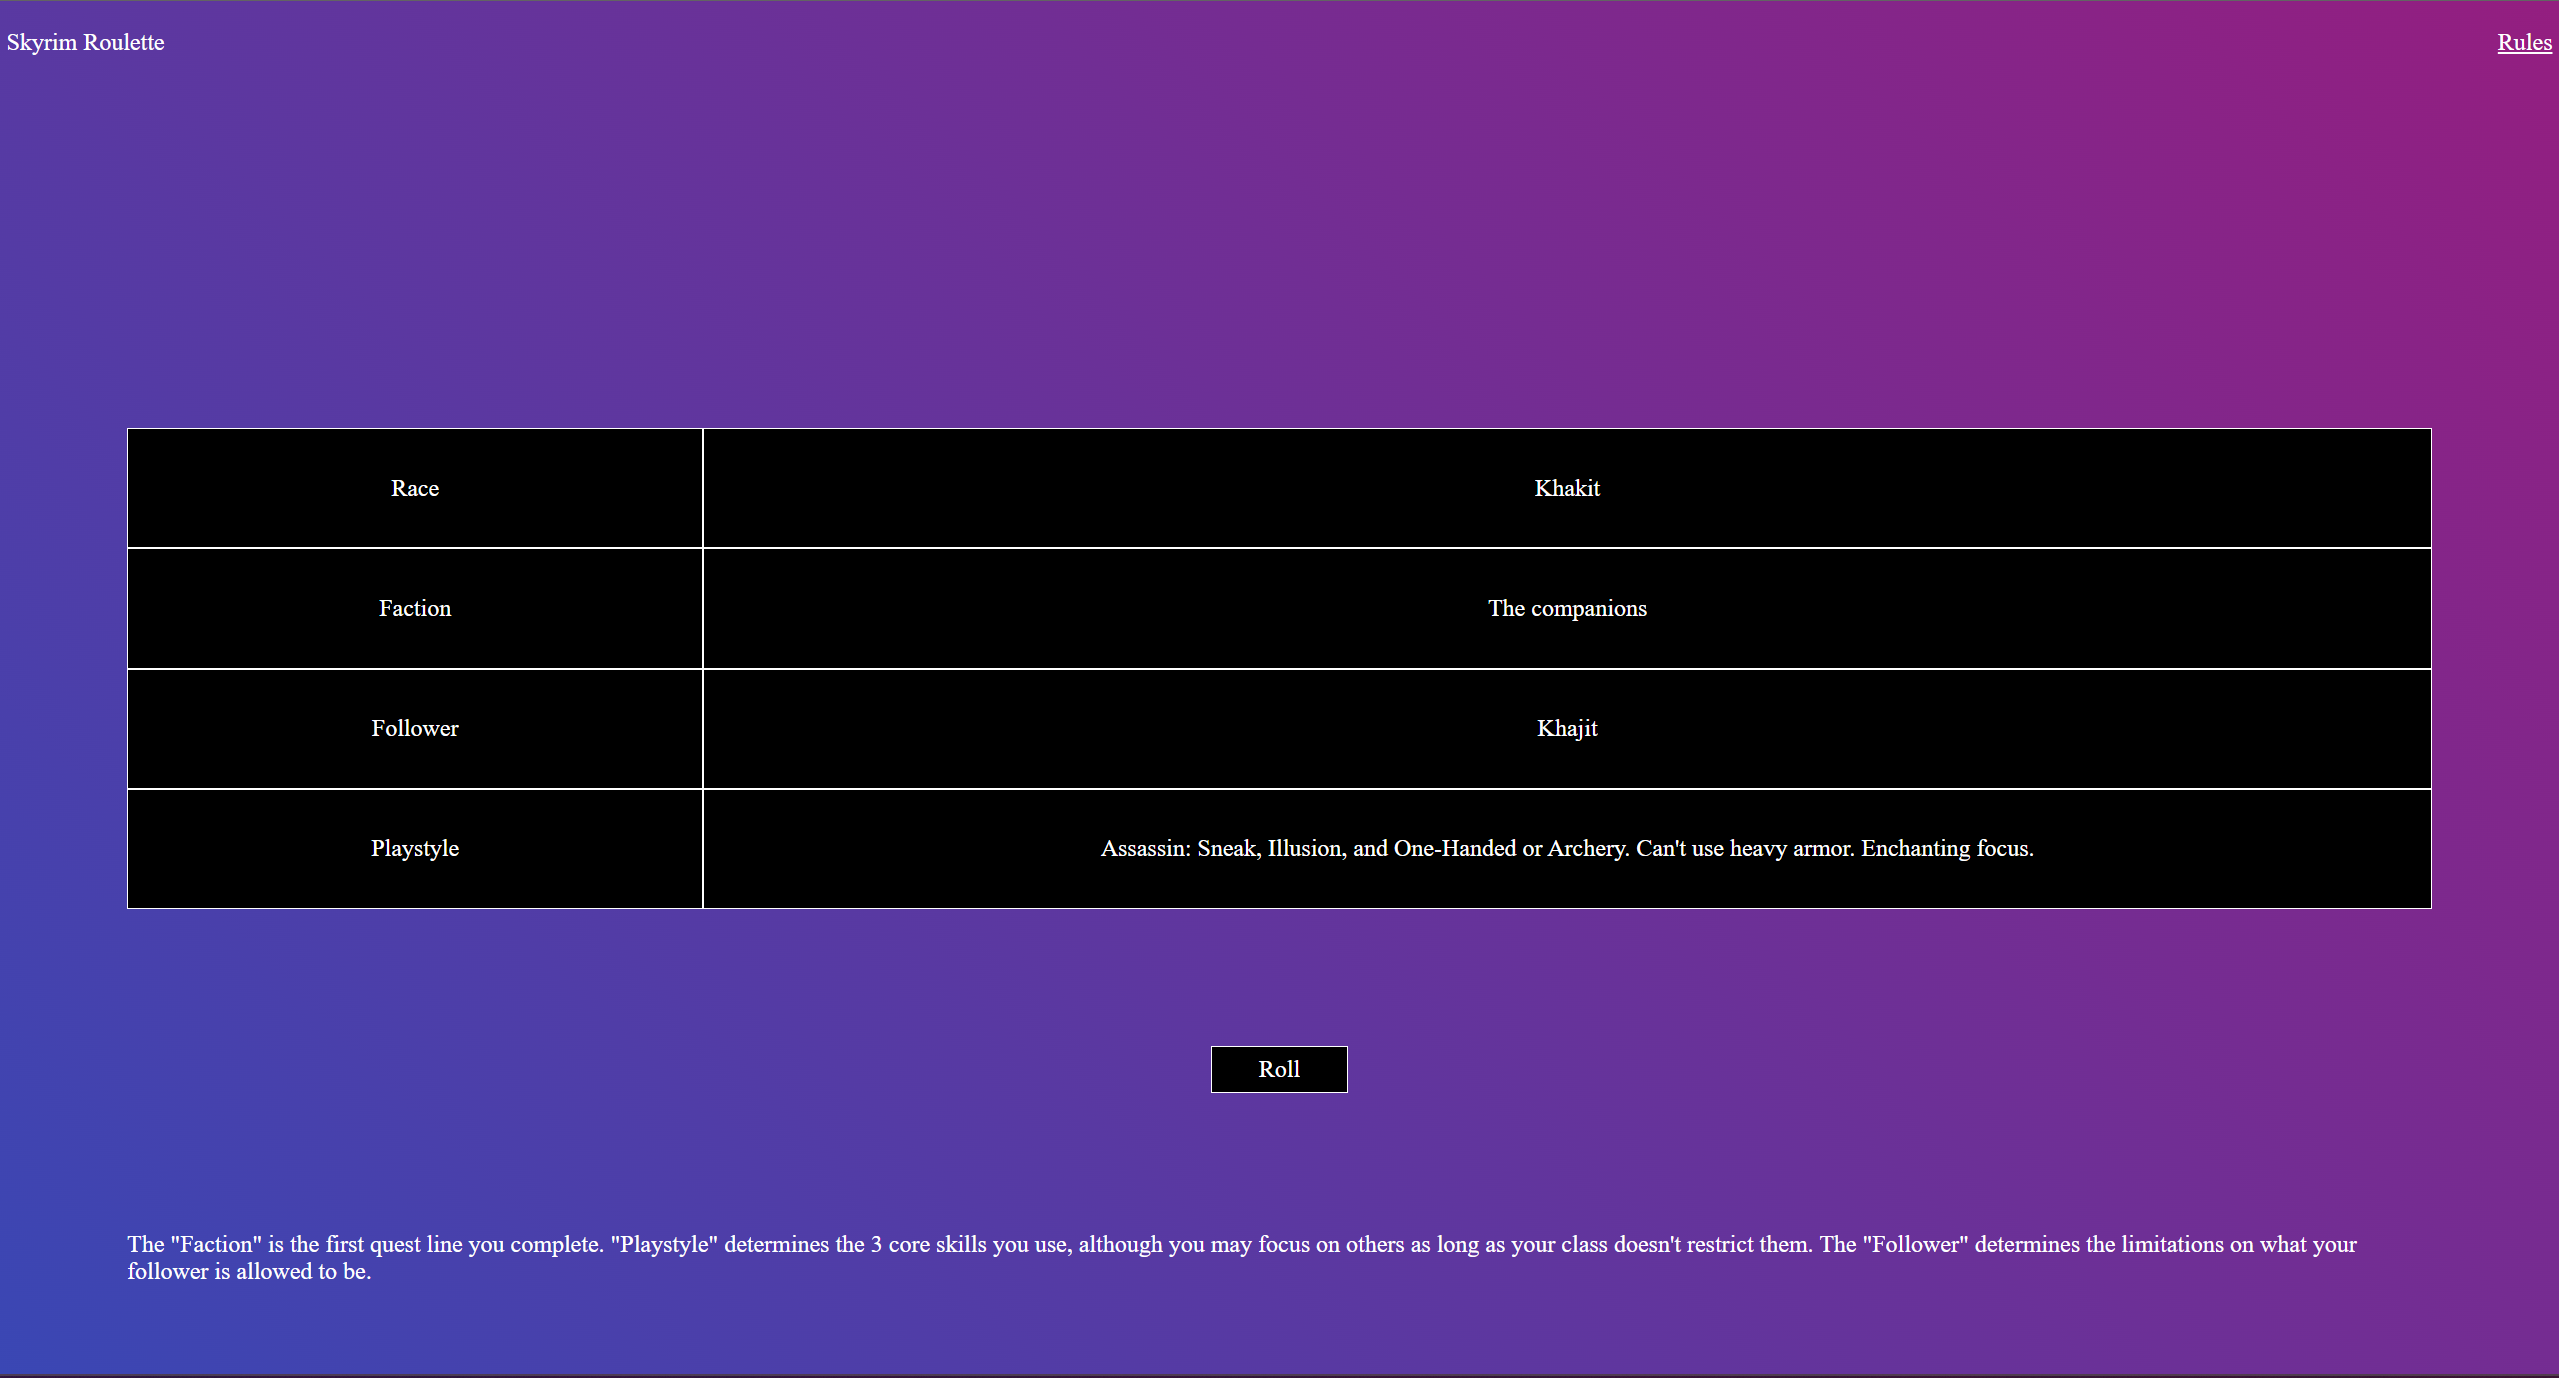 Skyrim Roulette
Rules
Race
Khakit
Faction
The companions
Follower
Khajit
Playstyle
Assassin: Sneak, Illusion, and One-Handed or Archery. Can't use heavy armor. Enchanting focus.
Roll
The "Faction" is the first quest line you complete. "Playstyle" determines the 3 core skills you use, although you may focus on others as long as your class doesn't restrict them. The "Follower" determines the limitations on what your
follower is allowed to be.